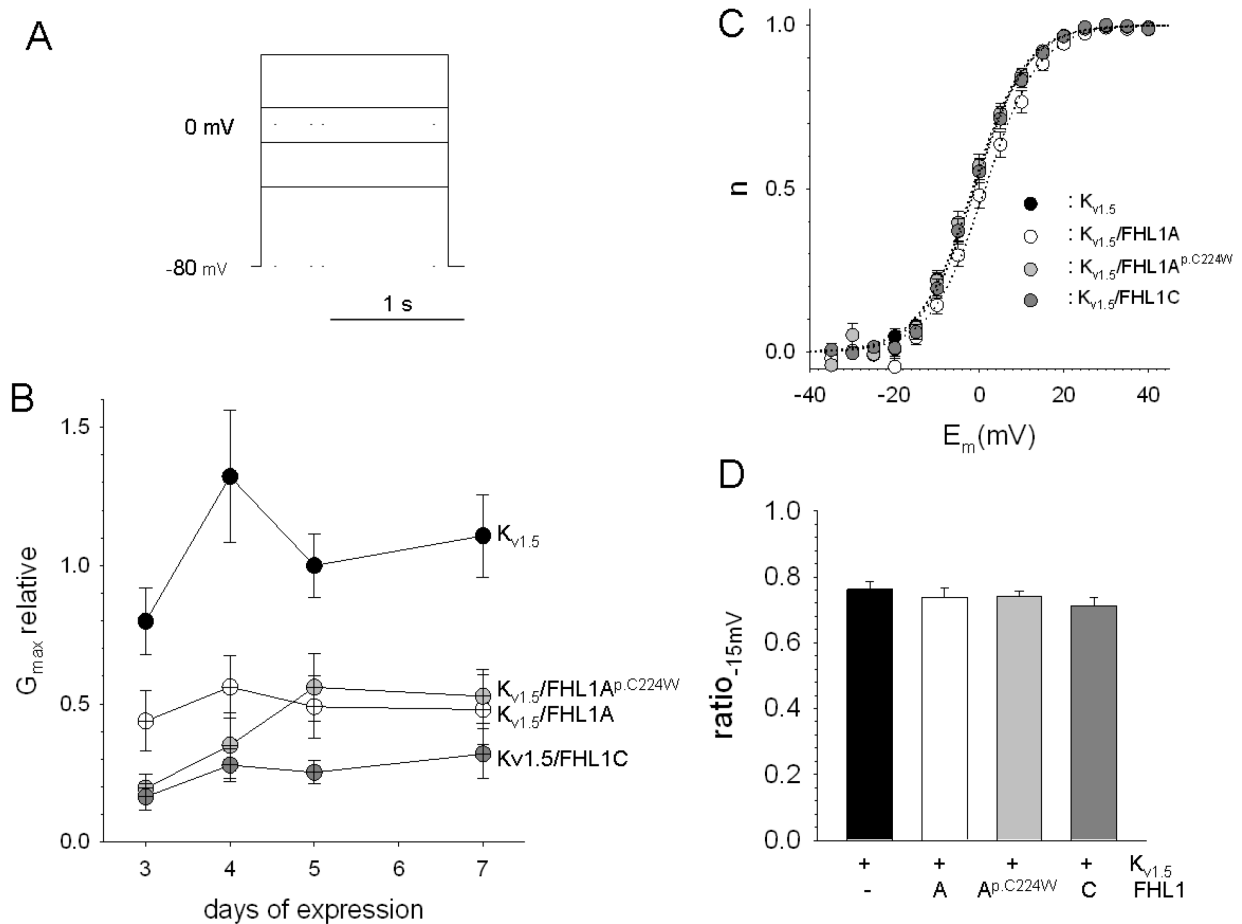 A
0 mV
-80 mV
1 s
B
G_max relative
1.5
1.0
0.5
0.0
3
4
5
6
7
days of expression
K_v1.5
K_v1.5/FHL1A^p.C224W
K_v1.5/FHL1A
Kv1.5/FHL1C
C
n
1.0
0.5
0.0
-40
-20
0
20
40
E_m(mV)
: K_v1.5
: K_v1.5/FHL1A
: K_v1.5/FHL1A^p.C224W
: K_v1.5/FHL1C
D
ratio_-15mV
1.0
0.8
0.6
0.4
0.2
0.0
+ + + + K_v1.5
- A A^p.C224W C FHL1